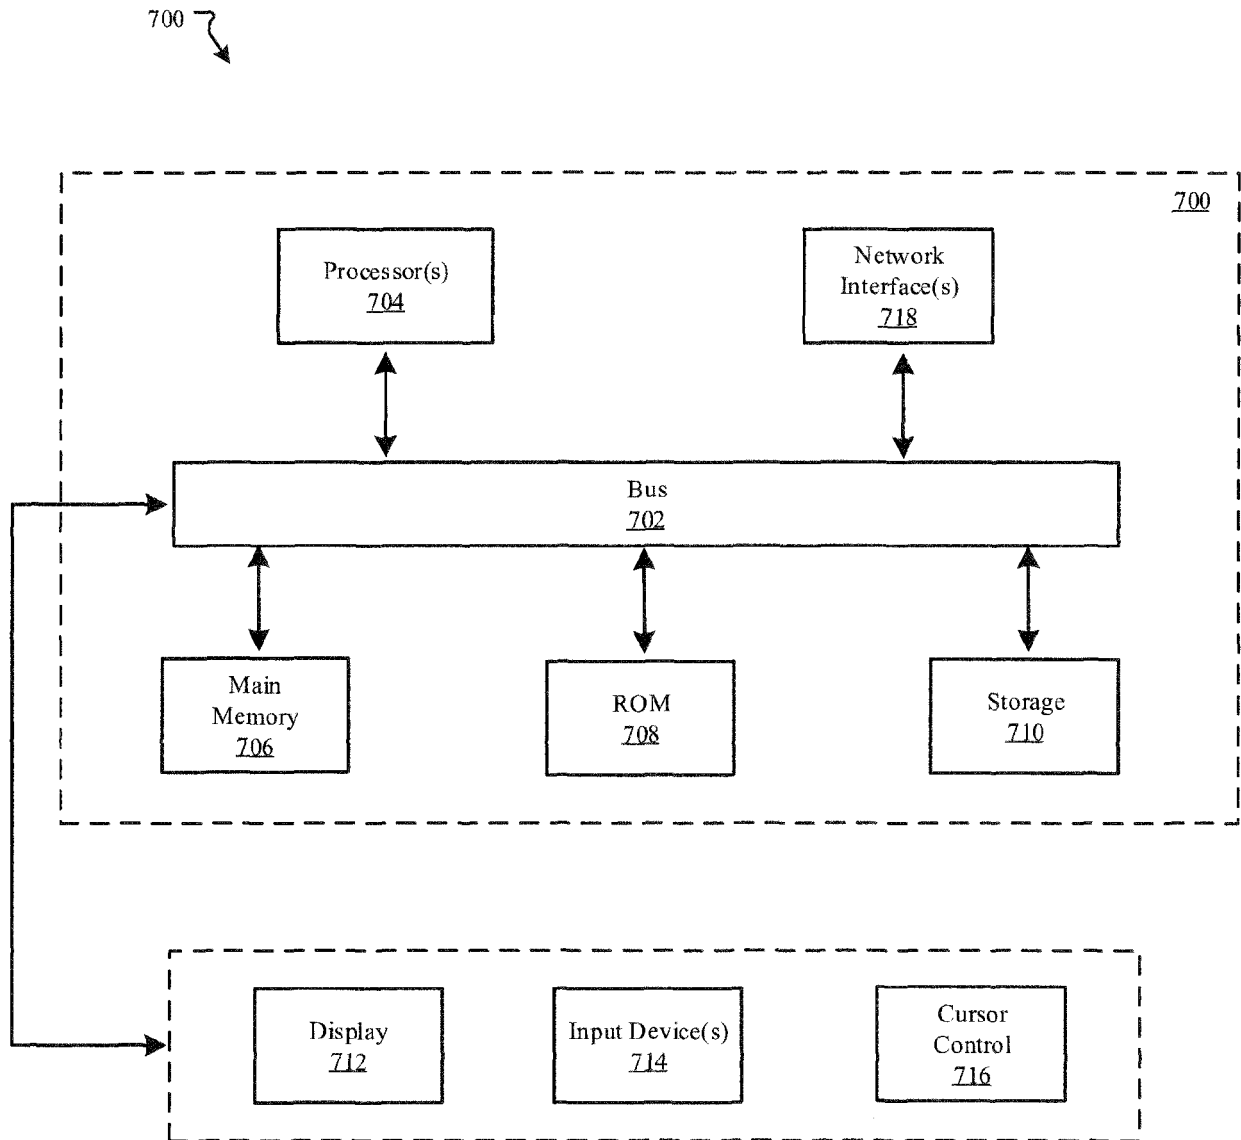 700
700
Processor(s)
704
Network
Interface(s)
718
Bus
702
Main
Memory
706
ROM
708
Storage
710
Display
712
Input Device(s)
714
Cursor
Control
716